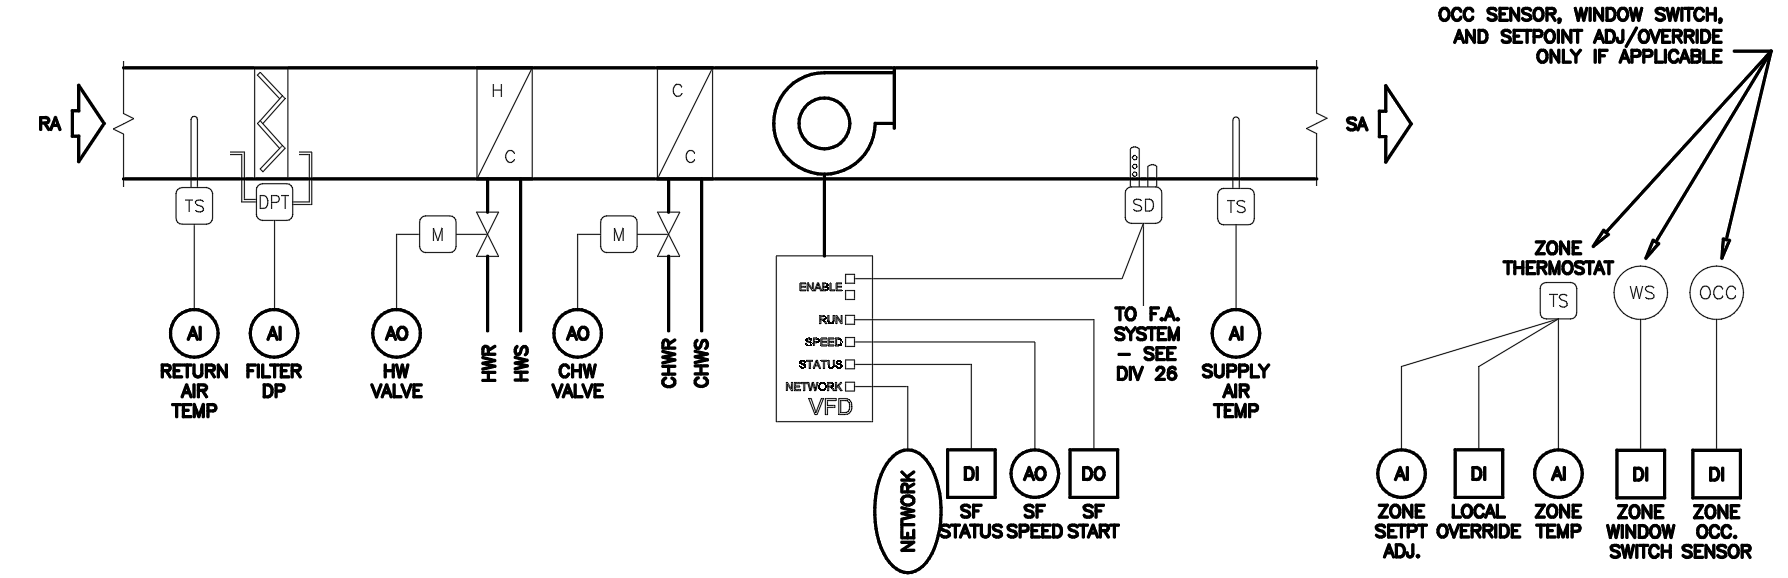 OCC SENSOR, WINDOW SWITCH,
AND SETPOINT ADJ/OVERRIDE
ONLY IF APPLICABLE
RA
H
C
C
C
SA
TS
DPT
M
M
SD
TS
ZONE
THERMOSTAT
TS
WS
OCC
ENABLE
RUN
SPEED
STATUS
NETWORK
VFD
TO F.A.
SYSTEM
– SEE
DIV 26
AI
RETURN
AIR
TEMP
AI
FILTER
DP
AO
HW
VALVE
HWR
HWS
AO
CHW
VALVE
CHWR
CHWS
AI
SUPPLY
AIR
TEMP
NETWORK
DI
SF
STATUS
AO
SF
SPEED
DO
SF
START
AI
ZONE
SETPT
ADJ.
DI
LOCAL
OVERRIDE
AI
ZONE
TEMP
DI
ZONE
WINDOW
SWITCH
DI
ZONE
OCC.
SENSOR